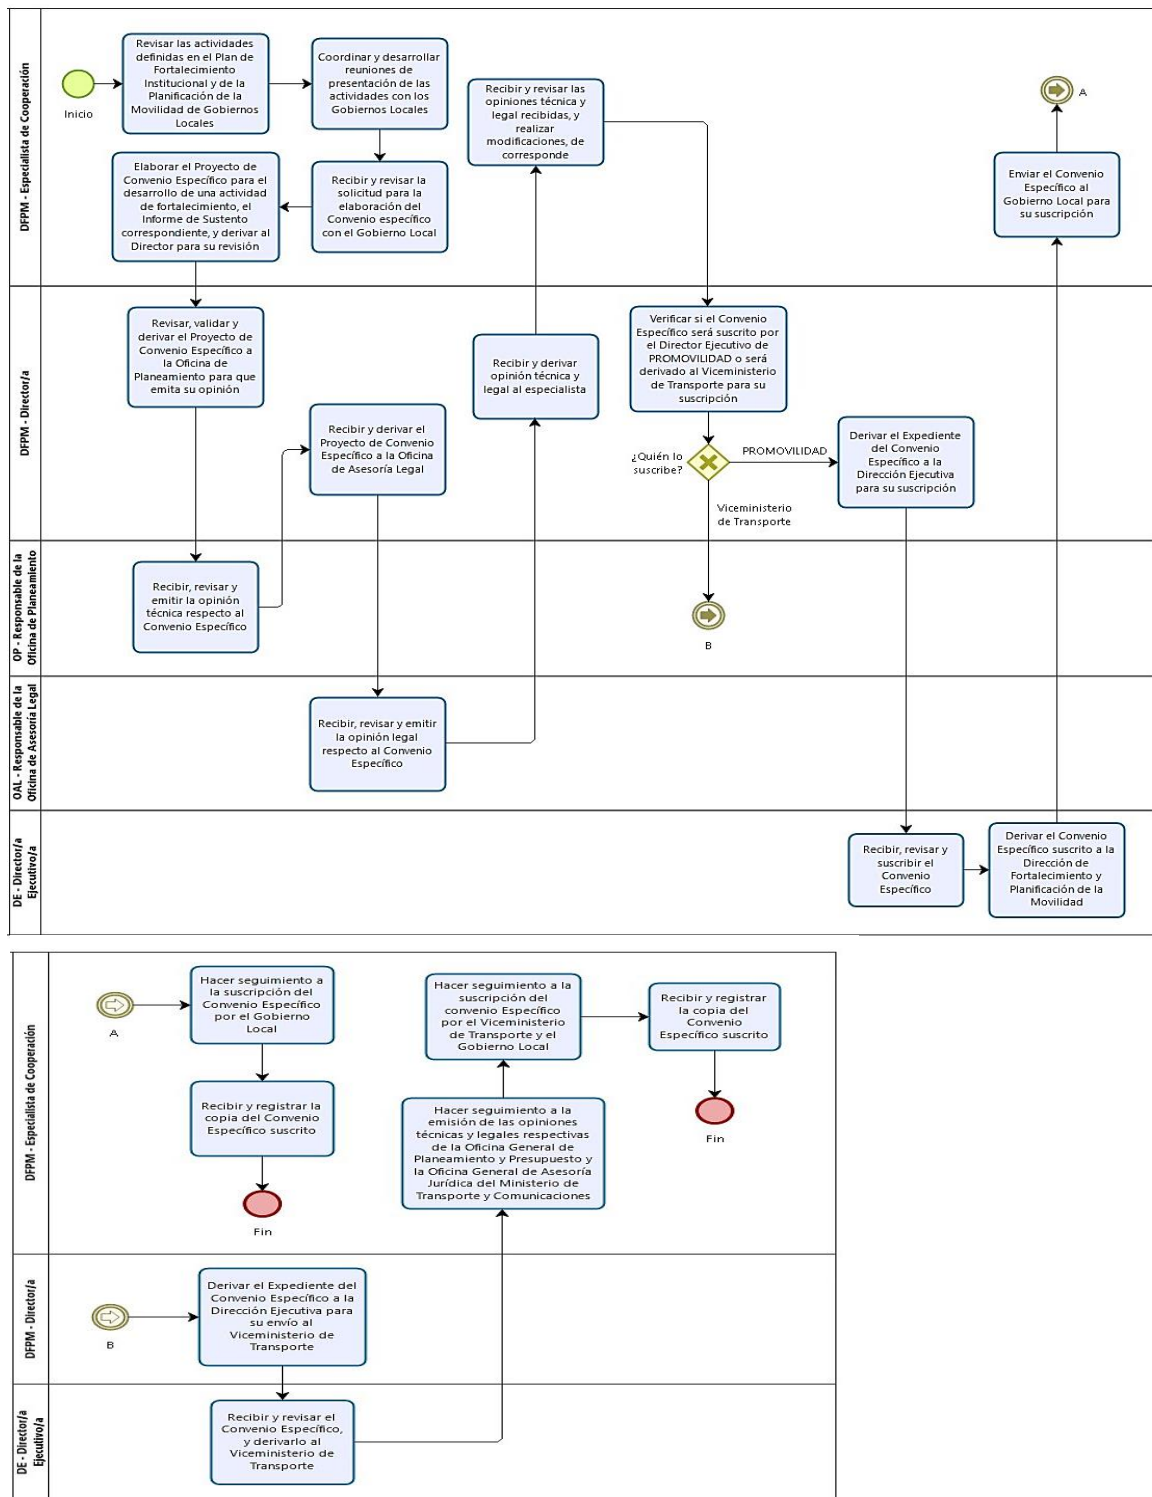 DFPM - Especialista de Cooperación
Inicio
Revisar las actividades
definidas en el Plan de
Fortalecimiento
Institucional y de la
Planificación de la
Movilidad de Gobiernos
Locales
Coordinar y desarrollar
reuniones de
presentación de las
actividades con los
Gobiernos Locales
Recibir y revisar la
solicitud para la
elaboración del
Convenio específico
con el Gobierno Local
Elaborar el Proyecto de
Convenio Específico para el
desarrollo de una actividad
de fortalecimiento, el
Informe de Sustento
correspondiente, y derivar al
Director para su revisión
Recibir y revisar las
opiniones técnica y
legal recibidas, y
realizar
modificaciones, de
corresponde
A
Enviar el Convenio
Específico al
Gobierno Local para
su suscripción
DFPM - Director/a
Revisar, validar y
derivar el Proyecto de
Convenio Específico a
la Oficina de
Planeamiento para que
emita su opinión
Recibir y derivar el
Proyecto de Convenio
Específico a la Oficina
de Asesoría Legal
Recibir y derivar
opinión técnica y
legal al especialista
Verificar si el Convenio
Específico será suscrito por
el Director Ejecutivo de
PROMOVILIDAD o será
derivado al Viceministerio
de Transporte para su
suscripción
¿Quién lo
suscribe?
PROMOVILIDAD
Viceministerio
de Transporte
Derivar el Expediente
del Convenio
Específico a la
Dirección Ejecutiva
para su suscripción
OP - Responsable de la
Oficina de Planeamiento
Recibir, revisar y
emitir la opinión
técnica respecto al
Convenio Específico
B
OAL - Responsable de la
Oficina de Asesoría Legal
Recibir, revisar y emitir
la opinión legal
respecto al Convenio
Específico
DE - Director/a
Ejecutivo/a
Recibir, revisar y
suscribir el
Convenio
Específico
Derivar el Convenio
Específico suscrito a la
Dirección de
Fortalecimiento y
Planificación de la
Movilidad
DFPM - Especialista de Cooperación
A
Hacer seguimiento a
la suscripción del
Convenio Específico
por el Gobierno
Local
Recibir y registrar la
copia del Convenio
Específico suscrito
Fin
Hacer seguimiento a la
suscripción del
convenio Específico
por el Viceministerio
de Transporte y el
Gobierno Local
Recibir y registrar
la copia del
Convenio
Específico suscrito
Fin
Hacer seguimiento a la
emisión de las opiniones
técnicas y legales respectivas
de la Oficina General de
Planeamiento y Presupuesto y
la Oficina General de Asesoría
Jurídica del Ministerio de
Transporte y Comunicaciones
DFPM - Director/a
B
Derivar el Expediente del
Convenio Específico a la
Dirección Ejecutiva para
su envío al
Viceministerio de
Transporte
DE - Director/a
Ejecutivo/a
Recibir y revisar el
Convenio Específico,
y derivarlo al
Viceministerio de
Transporte